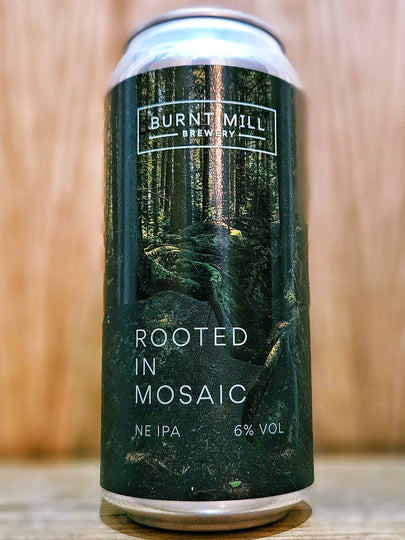 BURNT MILL
BREWERY
ROOTED
IN
MOSAIC
NE IPA 6% VOL